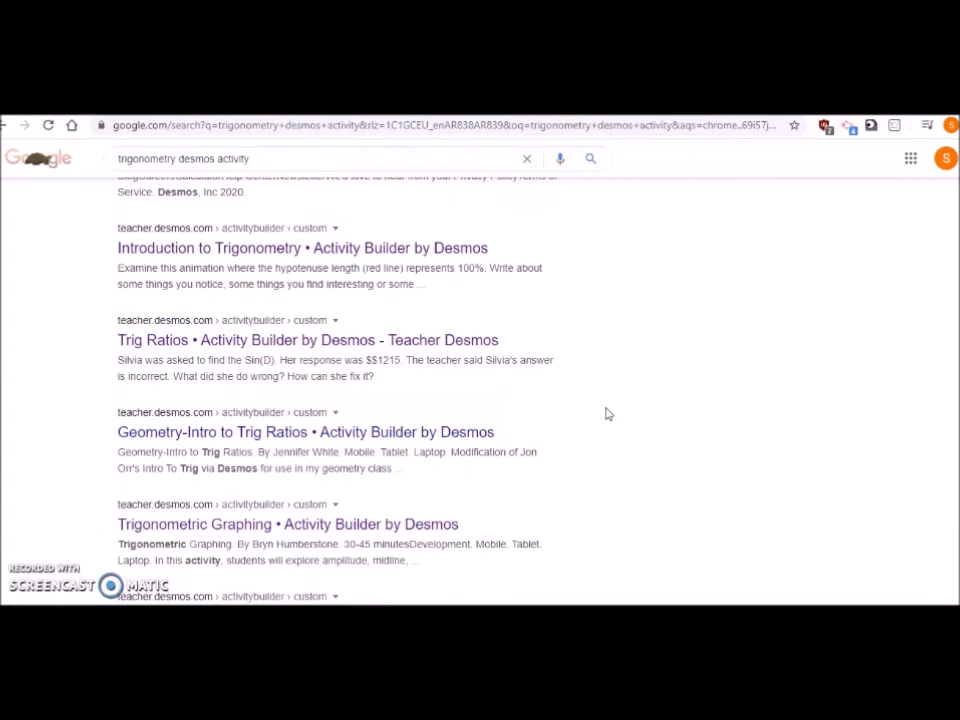 google.com/search?q=trigonometry+desmos+activity&rlz=1C1GCEU_enAR838AR839&oq=trigonometry+desmos+activity&aqs=chrome..69i57j...
trigonometry desmos activity
S
Service. Desmos, Inc 2020.
teacher.desmos.com › activitybuilder › custom
Introduction to Trigonometry • Activity Builder by Desmos
Examine this animation where the hypotenuse length (red line) represents 100%. Write about
some things you notice, some things you find interesting or some ...
teacher.desmos.com › activitybuilder › custom
Trig Ratios • Activity Builder by Desmos - Teacher Desmos
Silvia was asked to find the Sin(D). Her response was $$1215. The teacher said Silvia's answer
is incorrect. What did she do wrong? How can she fix it?
teacher.desmos.com › activitybuilder › custom
Geometry-Intro to Trig Ratios • Activity Builder by Desmos
Geometry-Intro to Trig Ratios. By Jennifer White. Mobile. Tablet. Laptop. Modification of Jon
Orr's Intro To Trig via Desmos for use in my geometry class ...
teacher.desmos.com › activitybuilder › custom
Trigonometric Graphing • Activity Builder by Desmos
Trigonometric Graphing. By Bryn Humberstone. 30-45 minutesDevelopment. Mobile. Tablet.
Laptop. In this activity, students will explore amplitude, midline, ...
RECORDED WITH
SCREENCAST MATIC
teacher.desmos.com › activitybuilder › custom